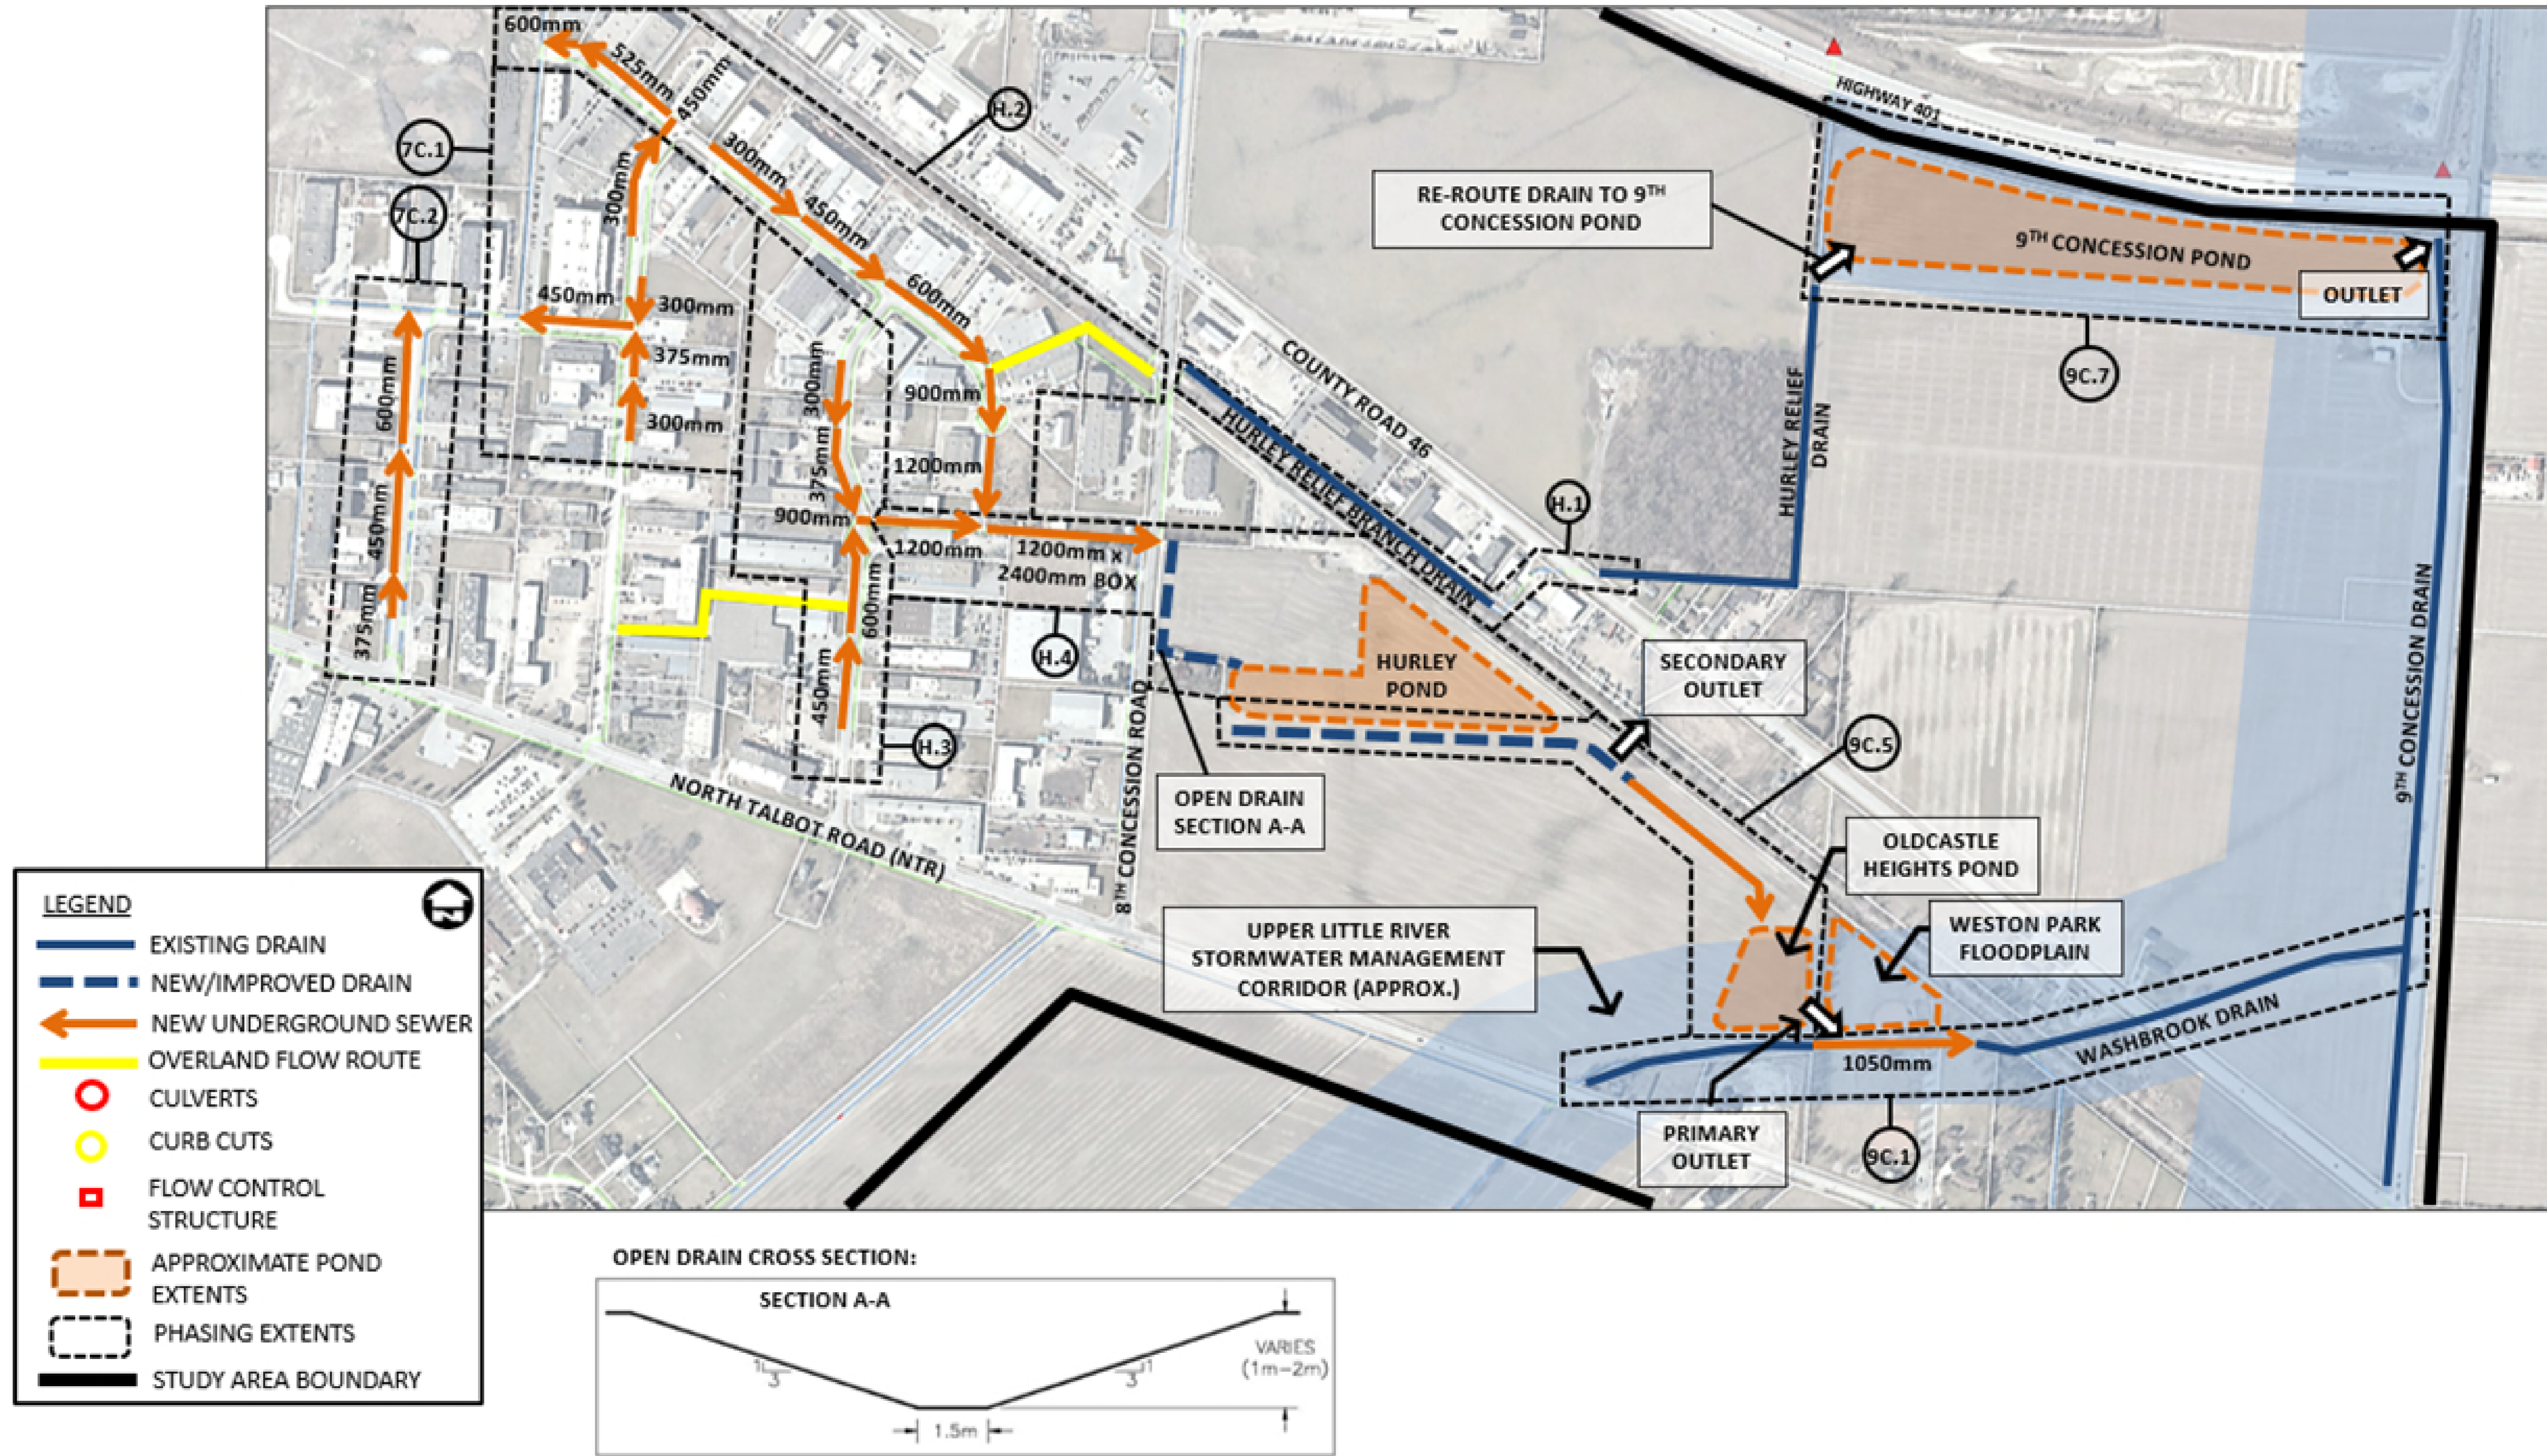 600mm
525mm
450mm
H.2
7C.1
7C.2
300mm
300mm
450mm
600mm
450mm
300mm
375mm
300mm
600mm
450mm
375mm
300mm
375mm
900mm
900mm
1200mm
1200mm
1200mm x
2400mm BOX
600mm
450mm
H.4
H.3
HIGHWAY 401
RE-ROUTE DRAIN TO 9TH
CONCESSION POND
9TH CONCESSION POND
OUTLET
9C.7
COUNTY ROAD 46
HURLEY RELIEF BRANCH DRAIN
HURLEY RELIEF
DRAIN
H.1
HURLEY
POND
SECONDARY
OUTLET
9C.5
9TH CONCESSION DRAIN
OPEN DRAIN
SECTION A-A
8TH CONCESSION ROAD
NORTH TALBOT ROAD (NTR)
OLDCASTLE
HEIGHTS POND
UPPER LITTLE RIVER
STORMWATER MANAGEMENT
CORRIDOR (APPROX.)
WESTON PARK
FLOODPLAIN
WASHBROOK DRAIN
1050mm
PRIMARY
OUTLET
9C.1
LEGEND
N
EXISTING DRAIN
NEW/IMPROVED DRAIN
NEW UNDERGROUND SEWER
OVERLAND FLOW ROUTE
CULVERTS
CURB CUTS
FLOW CONTROL
STRUCTURE
APPROXIMATE POND
EXTENTS
PHASING EXTENTS
STUDY AREA BOUNDARY
OPEN DRAIN CROSS SECTION:
SECTION A-A
1
3
1
3
VARIES
(1m-2m)
1.5m